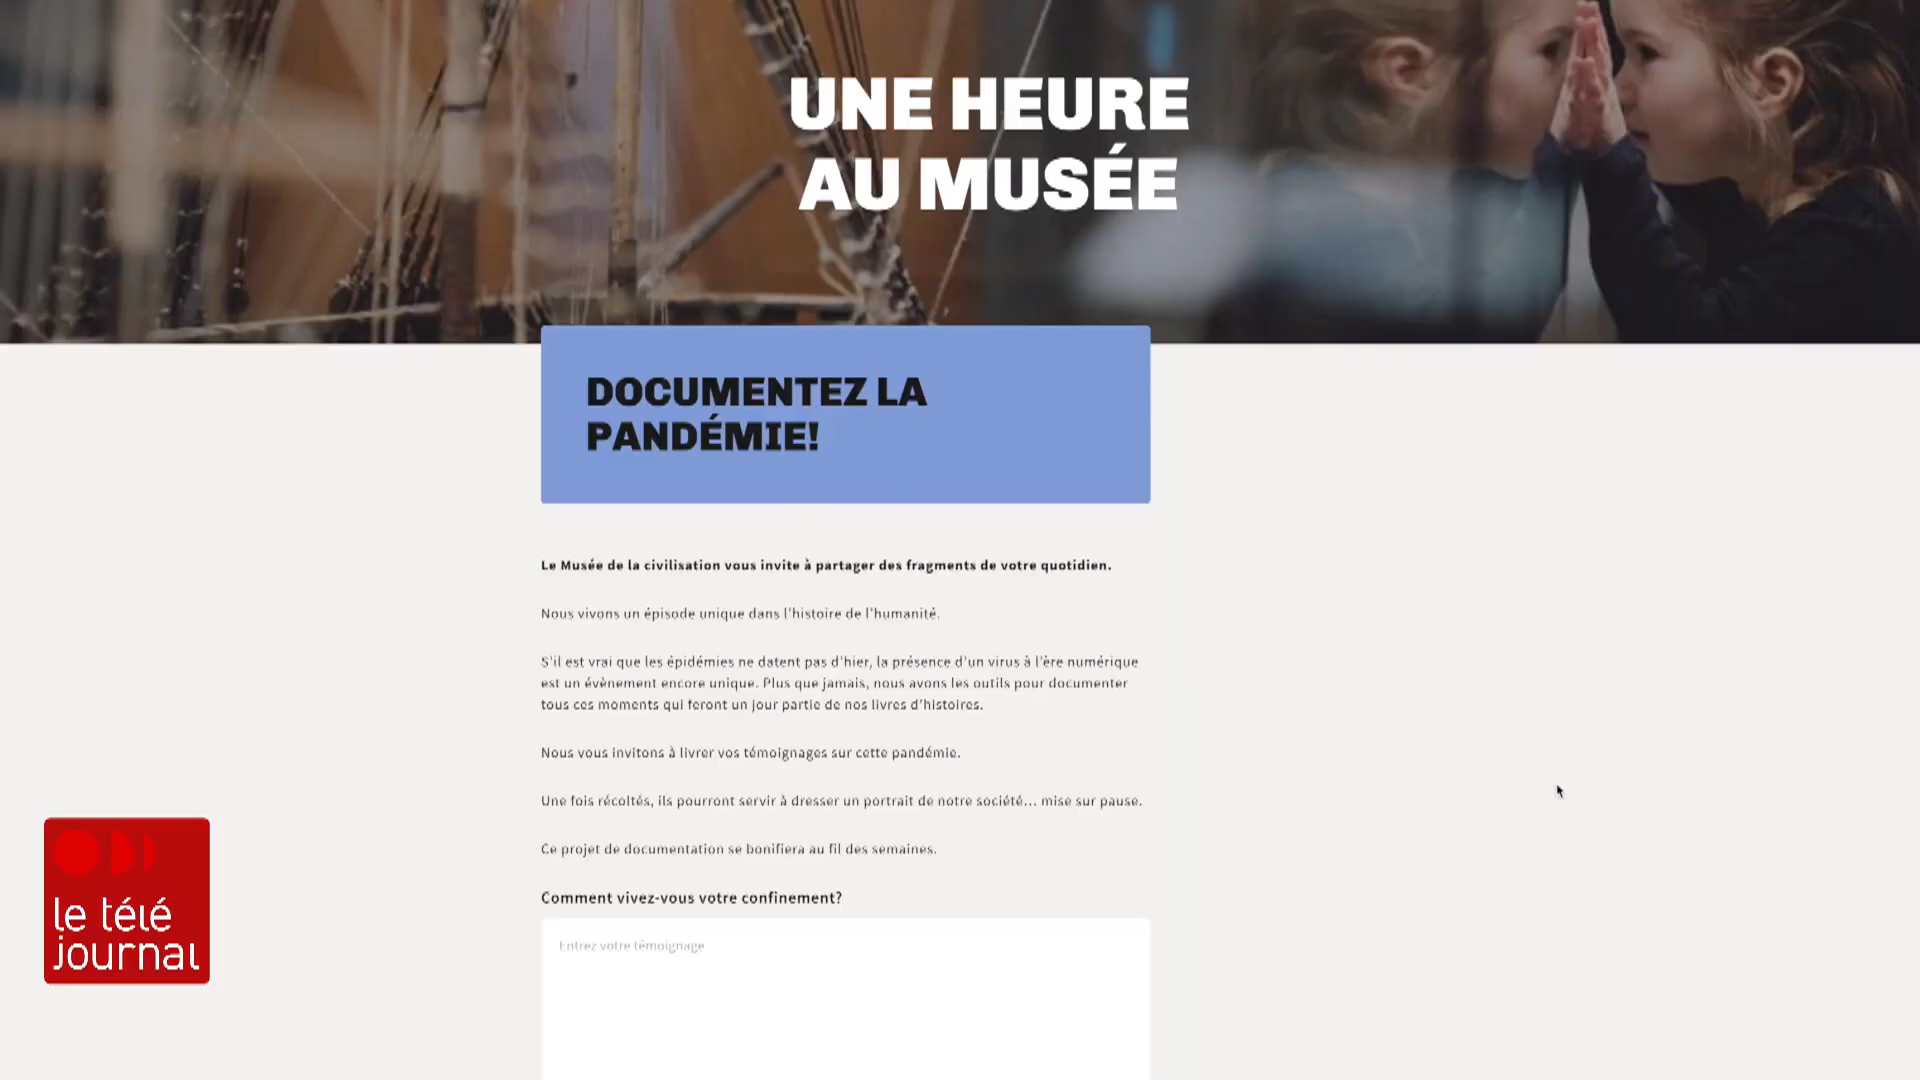 UNE HEURE
AU MUSÉE
DOCUMENTEZ LA
PANDÉMIE!
Le Musée de la civilisation vous invite à partager des fragments de votre quotidien.
Nous vivons un épisode unique dans l'histoire de l'humanité.
S'il est vrai que les épidémies ne datent pas d'hier, la présence d'un virus à l'ère numérique
est un évènement encore unique. Plus que jamais, nous avons les outils pour documenter
tous ces moments qui feront un jour partie de nos livres d'histoires.
Nous vous invitons à livrer vos témoignages sur cette pandémie.
Une fois récoltés, ils pourront servir à dresser un portrait de notre société... mise sur pause.
Ce projet de documentation se bonifiera au fil des semaines.
Comment vivez-vous votre confinement?
Entrez votre témoignage
le télé
journal